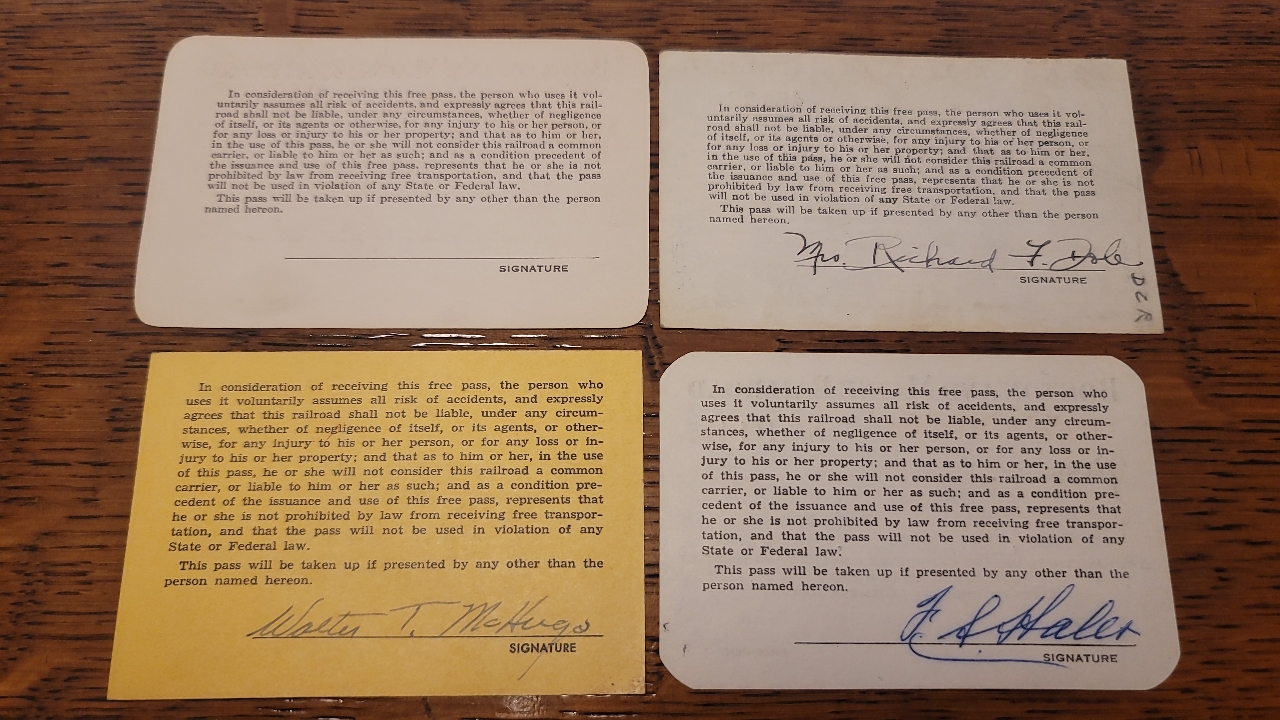 In consideration of receiving this free pass, the person who uses it vol-
untarily assumes all risk of accidents, and expressly agrees that this rail-
road shall not be liable, under any circumstances, whether of negligence
of itself, or its agents or otherwise, for any injury to his or her person, or
for any loss or injury to his or her property; and that as to him or her,
in the use of this pass, he or she will not consider this railroad a common
carrier, or liable to him or her as such; and as a condition precedent of
the issuance and use of this free pass, represents that he or she is not
prohibited by law from receiving free transportation, and that the pass
will not be used in violation of any State or Federal law.
This pass will be taken up if presented by any other than the person
named hereon.
SIGNATURE
In consideration of receiving this free pass, the person who uses it vol-
untarily assumes all risk of accidents, and expressly agrees that this rail-
road shall not be liable, under any circumstances, whether of negligence
of itself, or its agents or otherwise, for any injury to his or her person, or
for any loss or injury to his or her property; and that as to him or her,
in the use of this pass, he or she will not consider this railroad a common
carrier, or liable to him or her as such; and as a condition precedent of
the issuance and use of this free pass, represents that he or she is not
prohibited by law from receiving free transportation, and that the pass
will not be used in violation of any State or Federal law.
This pass will be taken up if presented by any other than the person
named hereon.
Mrs. Richard F. Dole
SIGNATURE
DCR
In consideration of receiving this free pass, the person who
uses it voluntarily assumes all risk of accidents, and expressly
agrees that this railroad shall not be liable, under any circum-
stances, whether of negligence of itself, or its agents, or other-
wise, for any injury to his or her person, or for any loss or in-
jury to his or her property; and that as to him or her, in the use
of this pass, he or she will not consider this railroad a common
carrier, or liable to him or her as such; and as a condition pre-
cedent of the issuance and use of this free pass, represents that
he or she is not prohibited by law from receiving free transpor-
tation, and that the pass will not be used in violation of any
State or Federal law.
This pass will be taken up if presented by any other than the
person named hereon.
Walter T. McHugo
SIGNATURE
In consideration of receiving this free pass, the person who
uses it voluntarily assumes all risk of accidents, and expressly
agrees that this railroad shall not be liable, under any circum-
stances, whether of negligence of itself, or its agents, or other-
wise, for any injury to his or her person, or for any loss or in-
jury to his or her property; and that as to him or her, in the use
of this pass, he or she will not consider this railroad a common
carrier, or liable to him or her as such; and as a condition pre-
cedent of the issuance and use of this free pass, represents that
he or she is not prohibited by law from receiving free transpor-
tation, and that the pass will not be used in violation of any
State or Federal law.
This pass will be taken up if presented by any other than the
person named hereon.
F. S Haler
SIGNATURE